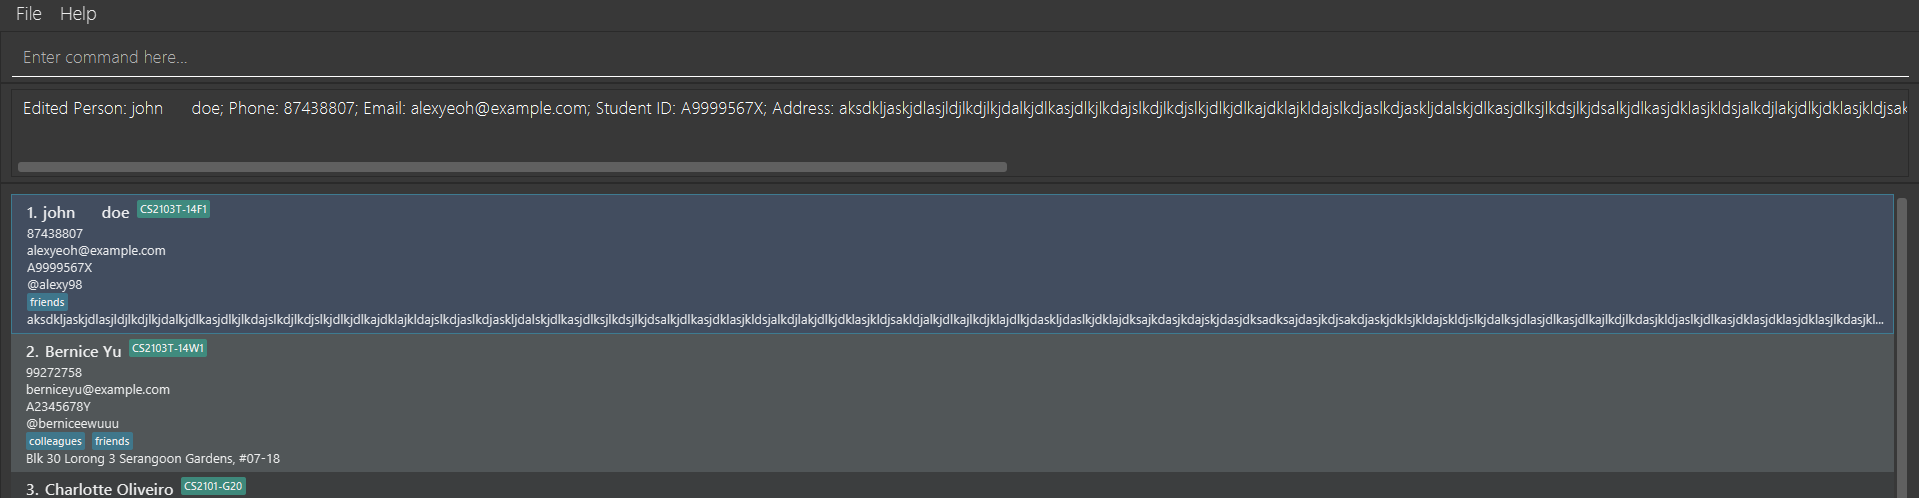 File Help
Enter command here...
Edited Person: john      doe; Phone: 87438807; Email: alexyeoh@example.com; Student ID: A9999567X; Address:
1. john      doe CS2103T-14F1
87438807
alexyeoh@example.com
A9999567X
@alexy98
friends
2. Bernice Yu CS2103T-14W1
99272758
berniceyu@example.com
A2345678Y
@berniceewuuu
colleagues friends
Blk 30 Lorong 3 Serangoon Gardens, #07-18
3. Charlotte Oliveiro CS2101-G20